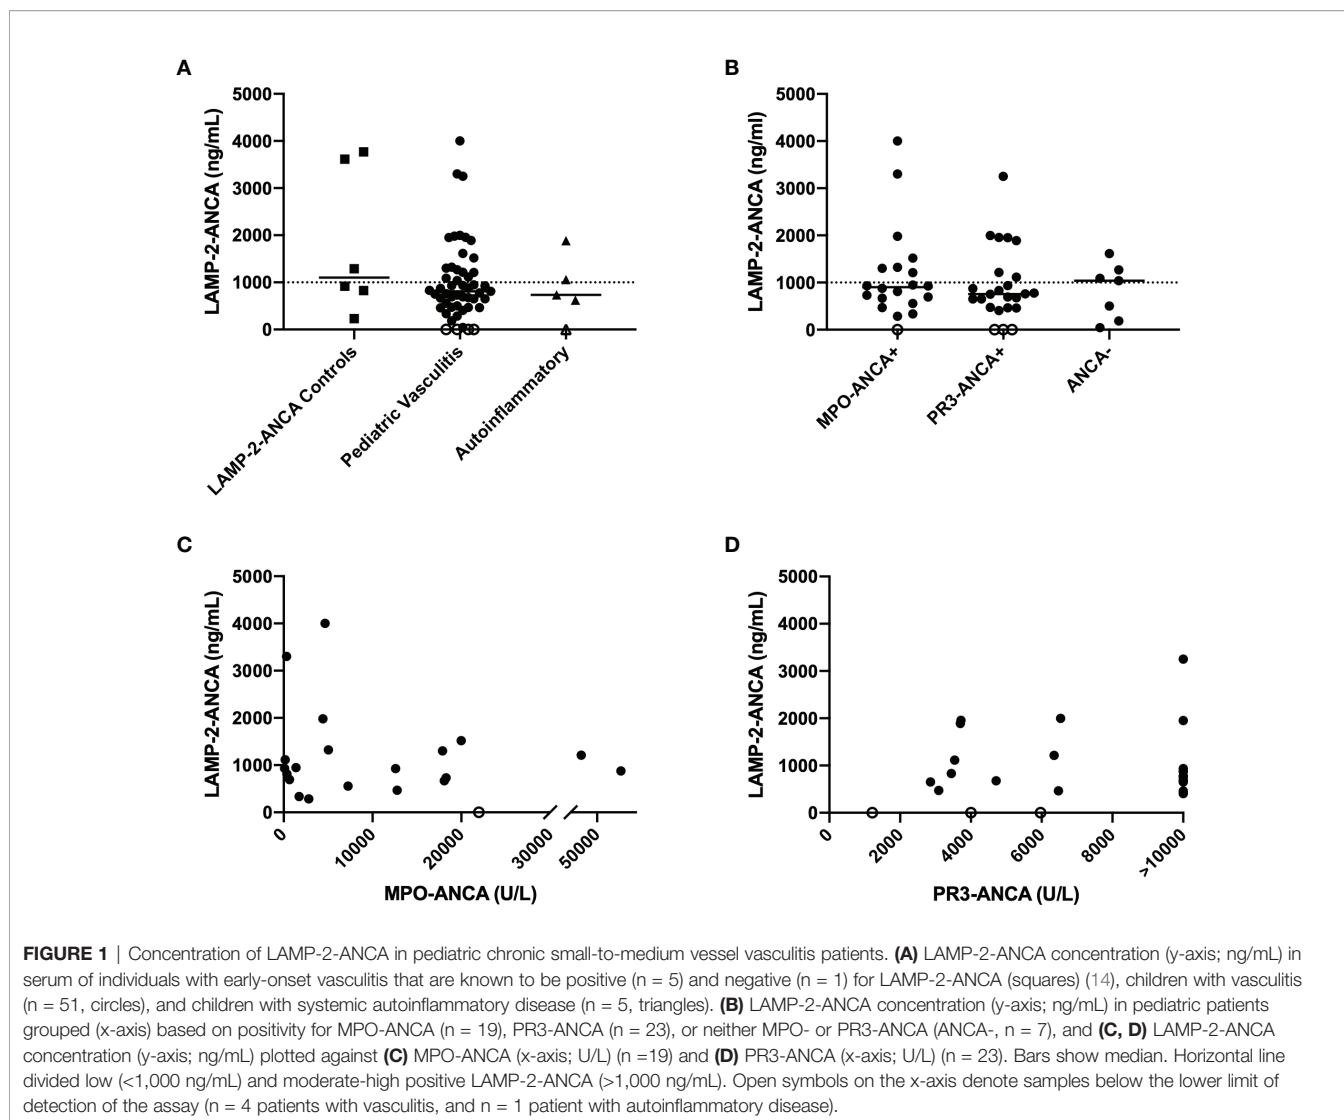 A
LAMP-2-ANCA (ng/mL)
5000
4000
3000
2000
1000
0
LAMP-2-ANCA Controls
Pediatric Vasculitis
Autoinflammatory
B
LAMP-2-ANCA (ng/ml)
5000
4000
3000
2000
1000
0
MPO-ANCA+
PR3-ANCA+
ANCA-
C
LAMP-2-ANCA (ng/mL)
5000
4000
3000
2000
1000
0
0
10000
20000
30000
50000
MPO-ANCA (U/L)
D
LAMP-2-ANCA (ng/mL)
5000
4000
3000
2000
1000
0
0
2000
4000
6000
8000
>10000
PR3-ANCA (U/L)
FIGURE 1 | Concentration of LAMP-2-ANCA in pediatric chronic small-to-medium vessel vasculitis patients. (A) LAMP-2-ANCA concentration (y-axis; ng/mL) in
serum of individuals with early-onset vasculitis that are known to be positive (n = 5) and negative (n = 1) for LAMP-2-ANCA (squares) (14), children with vasculitis
(n = 51, circles), and children with systemic autoinflammatory disease (n = 5, triangles). (B) LAMP-2-ANCA concentration (y-axis; ng/mL) in pediatric patients
grouped (x-axis) based on positivity for MPO-ANCA (n = 19), PR3-ANCA (n = 23), or neither MPO- or PR3-ANCA (ANCA-, n = 7), and (C, D) LAMP-2-ANCA
concentration (y-axis; ng/mL) plotted against (C) MPO-ANCA (x-axis; U/L) (n =19) and (D) PR3-ANCA (x-axis; U/L) (n = 23). Bars show median. Horizontal line
divided low (<1,000 ng/mL) and moderate-high positive LAMP-2-ANCA (>1,000 ng/mL). Open symbols on the x-axis denote samples below the lower limit of
detection of the assay (n = 4 patients with vasculitis, and n = 1 patient with autoinflammatory disease).